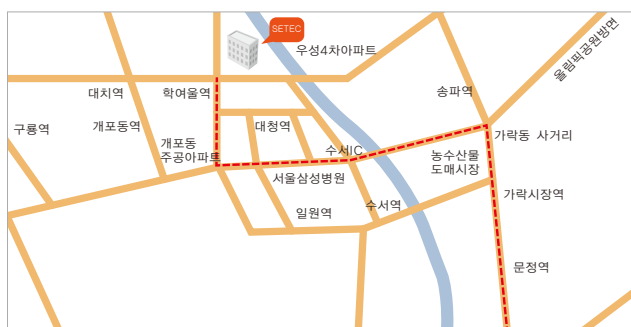 SETEC
우성4차아파트
올림픽공원방면
대치역
학여울역
송파역
구룡역
개포동역
대청역
가락동 사거리
개포동
주공아파트
수서IC
농수산물
도매시장
서울삼성병원
가락시장역
일원역
수서역
문정역